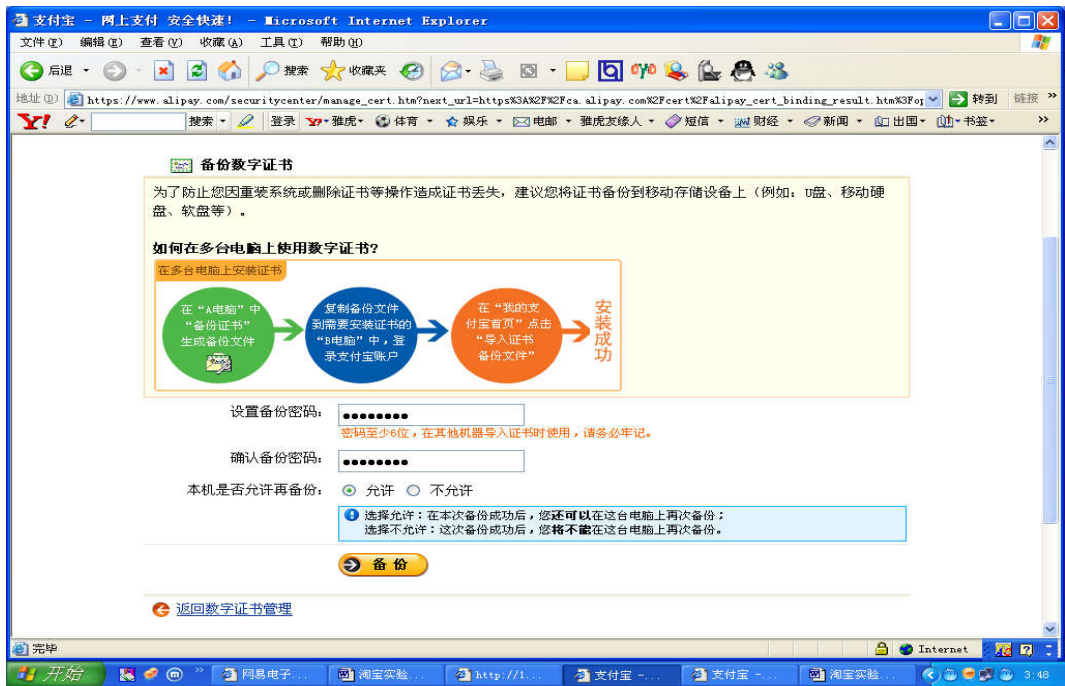 支付宝 - 网上支付 安全快速! - Microsoft Internet Explorer
文件(F) 编辑(E) 查看(V) 收藏(A) 工具(T) 帮助(H)
后退 搜索 收藏夹
地址(D) https://www.alipay.com/securitycenter/manage_cert.htm?next_url=https%3A%2F%2Fca.alipay.com%2Fcert%2Falipay_cert_binding_result.htm%3For 转到 链接 »
Y! 搜索 登录 雅虎 体育 娱乐 电邮 雅虎友缘人 短信 财经 新闻 出国 书签 »
备份数字证书
为了防止您因重装系统或删除证书等操作造成证书丢失，建议您将证书备份到移动存储设备上（例如：U盘、移动硬
盘、软盘等）。
如何在多台电脑上使用数字证书?
在多台电脑上安装证书
在“A电脑”中
“备份证书”
生成备份文件
复制备份文件
到需要安装证书的
“B电脑”中，登
录支付宝账户
在“我的支
付宝首页”点击
“导入证书
备份文件”
安装成功
设置备份密码： ●●●●●●●●
密码至少6位，在其他机器导入证书时使用，请务必牢记。
确认备份密码： ●●●●●●●●
本机是否允许再备份： 允许 不允许
选择允许：在本次备份成功后，您还可以在这台电脑上再次备份；
选择不允许：这次备份成功后，您将不能在这台电脑上再次备份。
备份
返回数字证书管理
完毕 Internet
开始 » 网易电子... 淘宝实验... http://1... 支付宝 -... 支付宝 -... 淘宝实验... 3:48